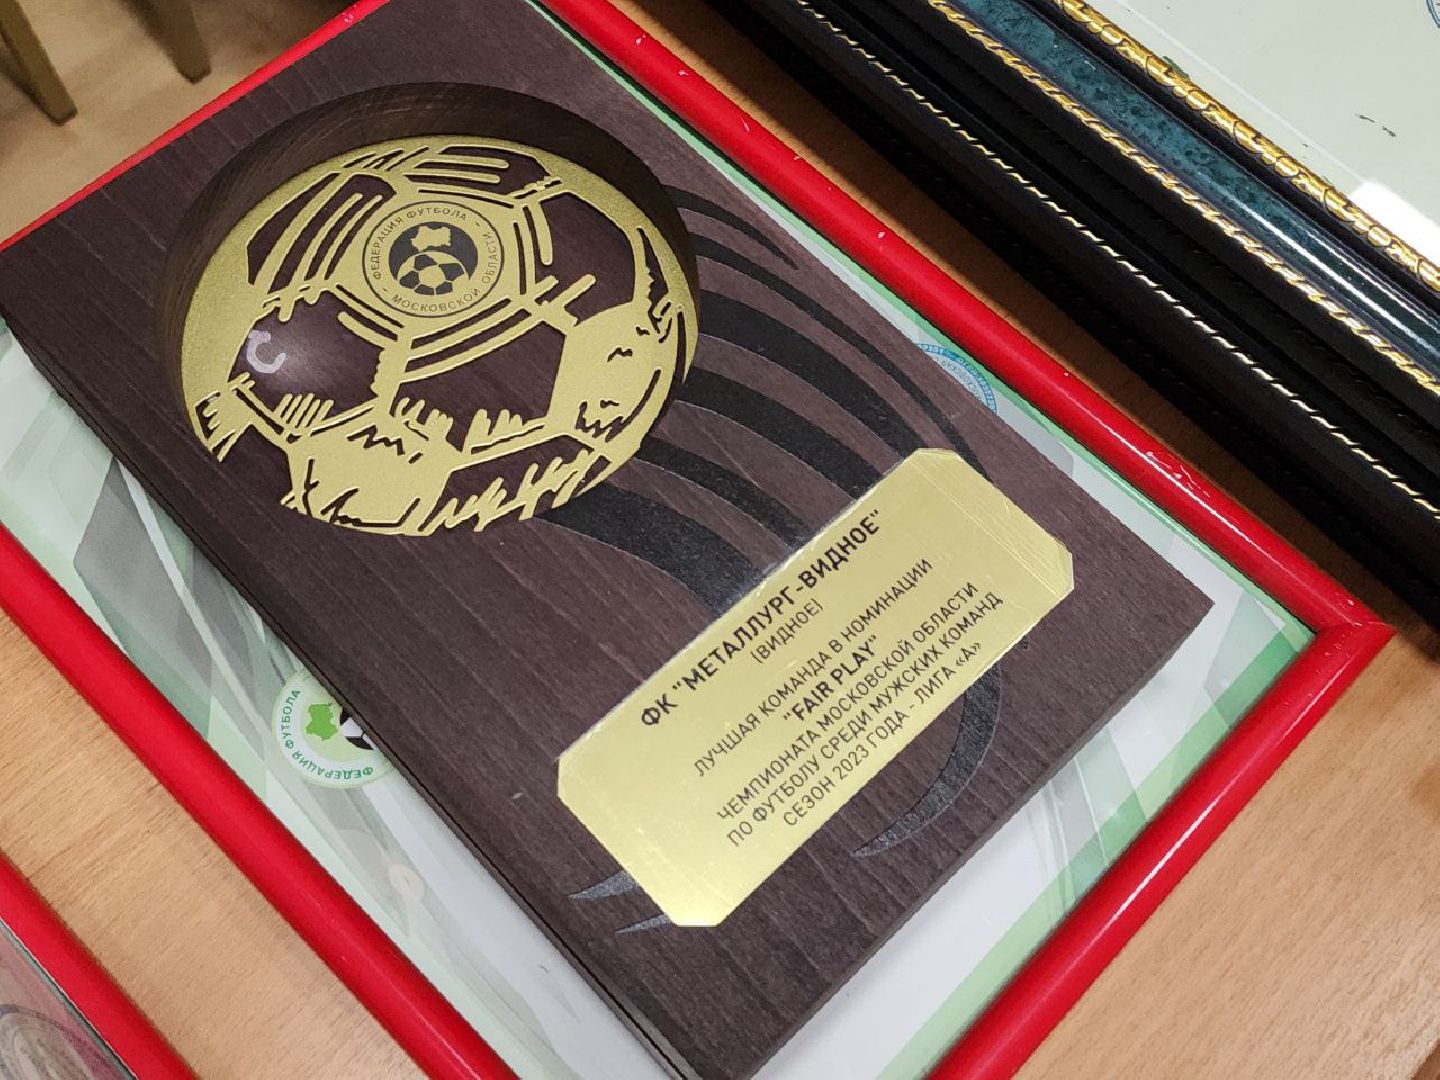 ФЕДЕРАЦИЯ ФУТБОЛА
- МОСКОВСКОЙ ОБЛАСТИ -
ФК "МЕТАЛЛУРГ-ВИДНОЕ"
(ВИДНОЕ)
ЛУЧШАЯ КОМАНДА В НОМИНАЦИИ
"FAIR PLAY"
ЧЕМПИОНАТА МОСКОВСКОЙ ОБЛАСТИ
ПО ФУТБОЛУ СРЕДИ МУЖСКИХ КОМАНД
СЕЗОН 2023 ГОДА - ЛИГА «А»
ФЕДЕРАЦИЯ ФУТБОЛА